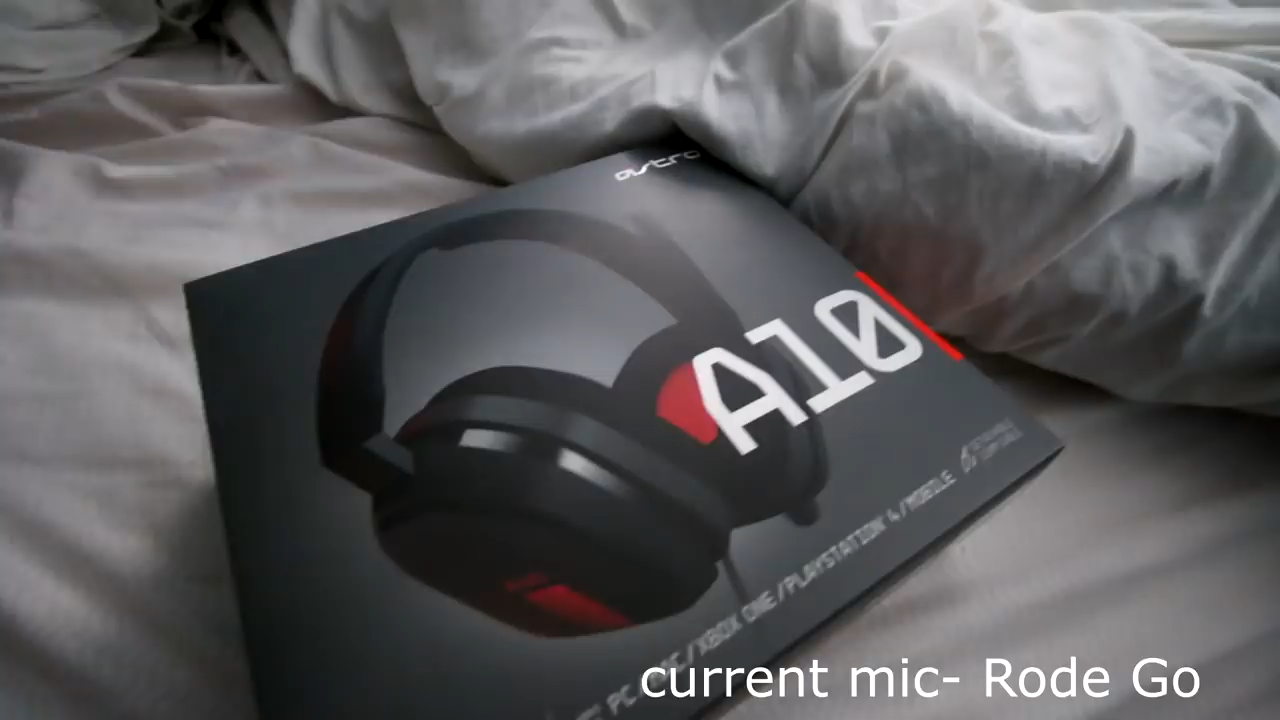 ASTRO
A10
PC/MAC/XBOX ONE/PLAYSTATION 4/MOBILE
current mic- Rode Go